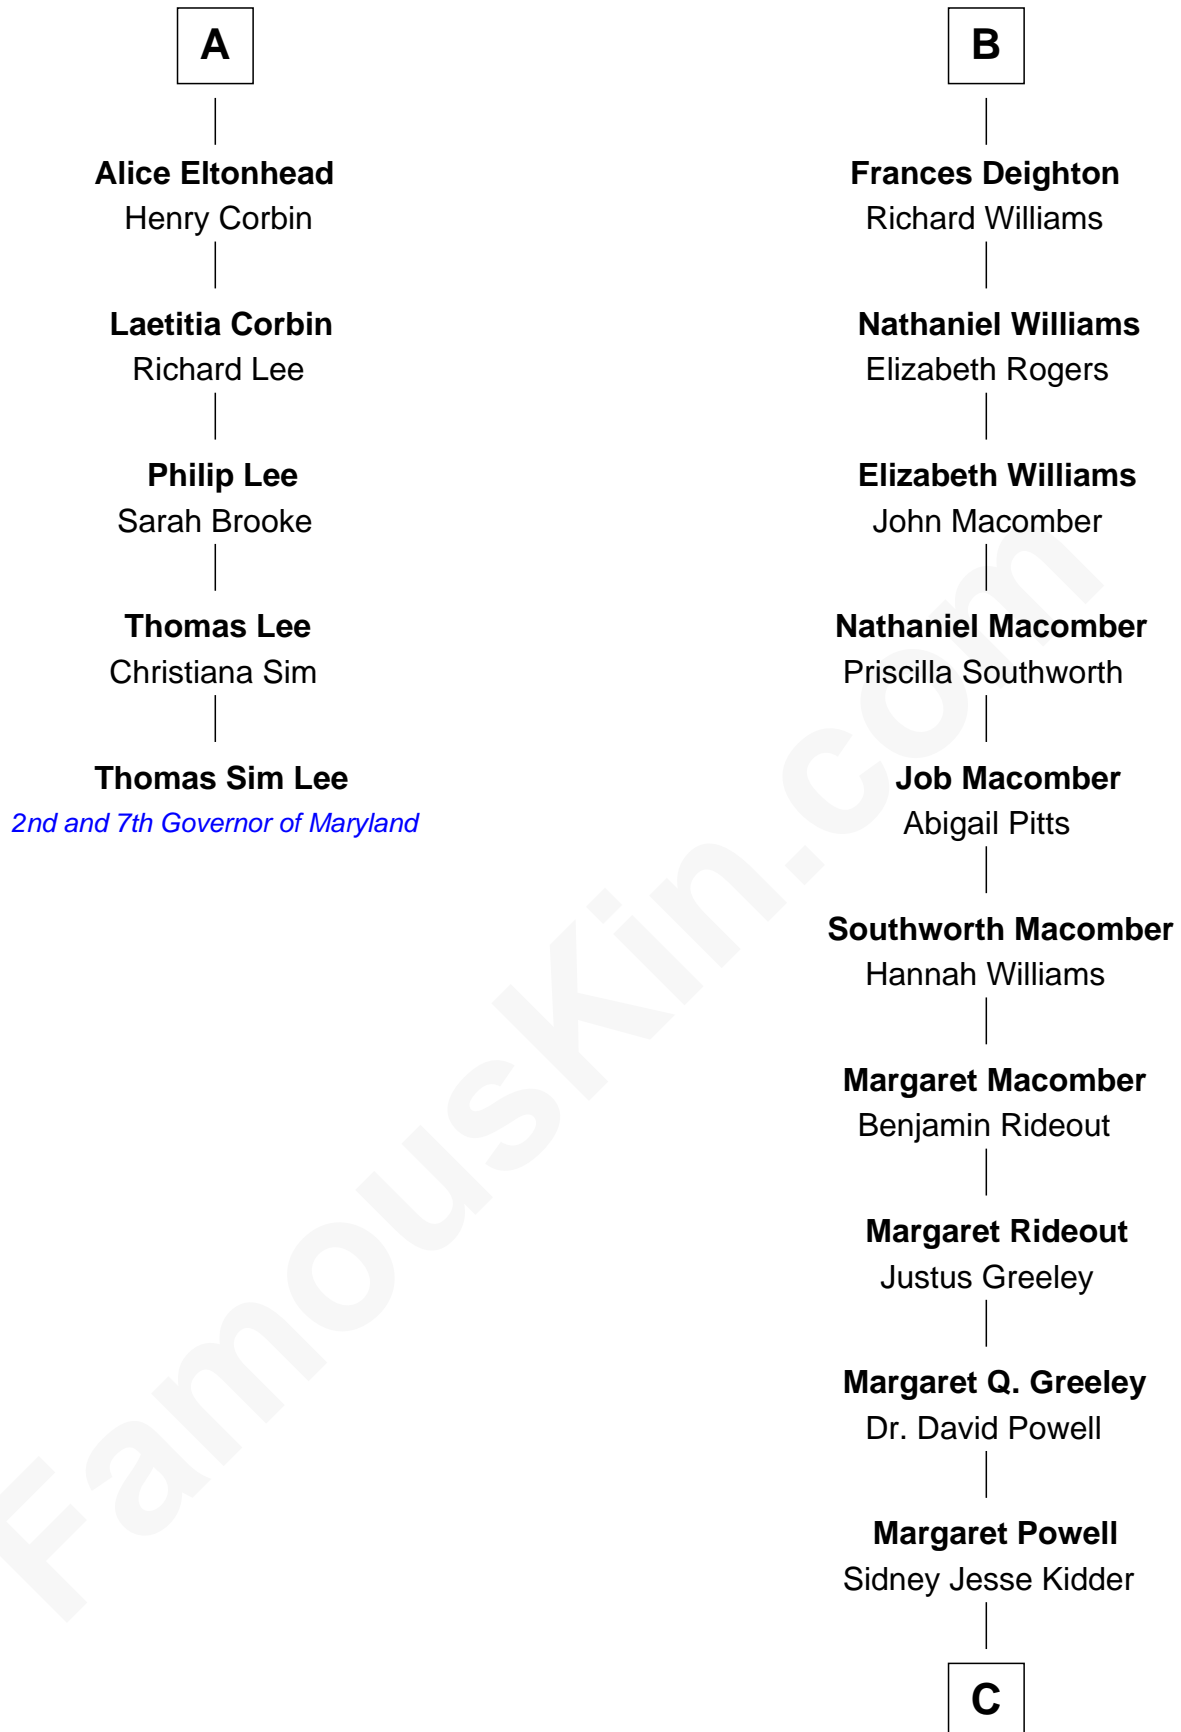 A
Alice Eltonhead
Henry Corbin
Laetitia Corbin
Richard Lee
Philip Lee
Sarah Brooke
Thomas Lee
Christiana Sim
Thomas Sim Lee
2nd and 7th Governor of Maryland
B
Frances Deighton
Richard Williams
Nathaniel Williams
Elizabeth Rogers
Elizabeth Williams
John Macomber
Nathaniel Macomber
Priscilla Southworth
Job Macomber
Abigail Pitts
Southworth Macomber
Hannah Williams
Margaret Macomber
Benjamin Rideout
Margaret Rideout
Justus Greeley
Margaret Q. Greeley
Dr. David Powell
Margaret Powell
Sidney Jesse Kidder
C
FamousKin.com